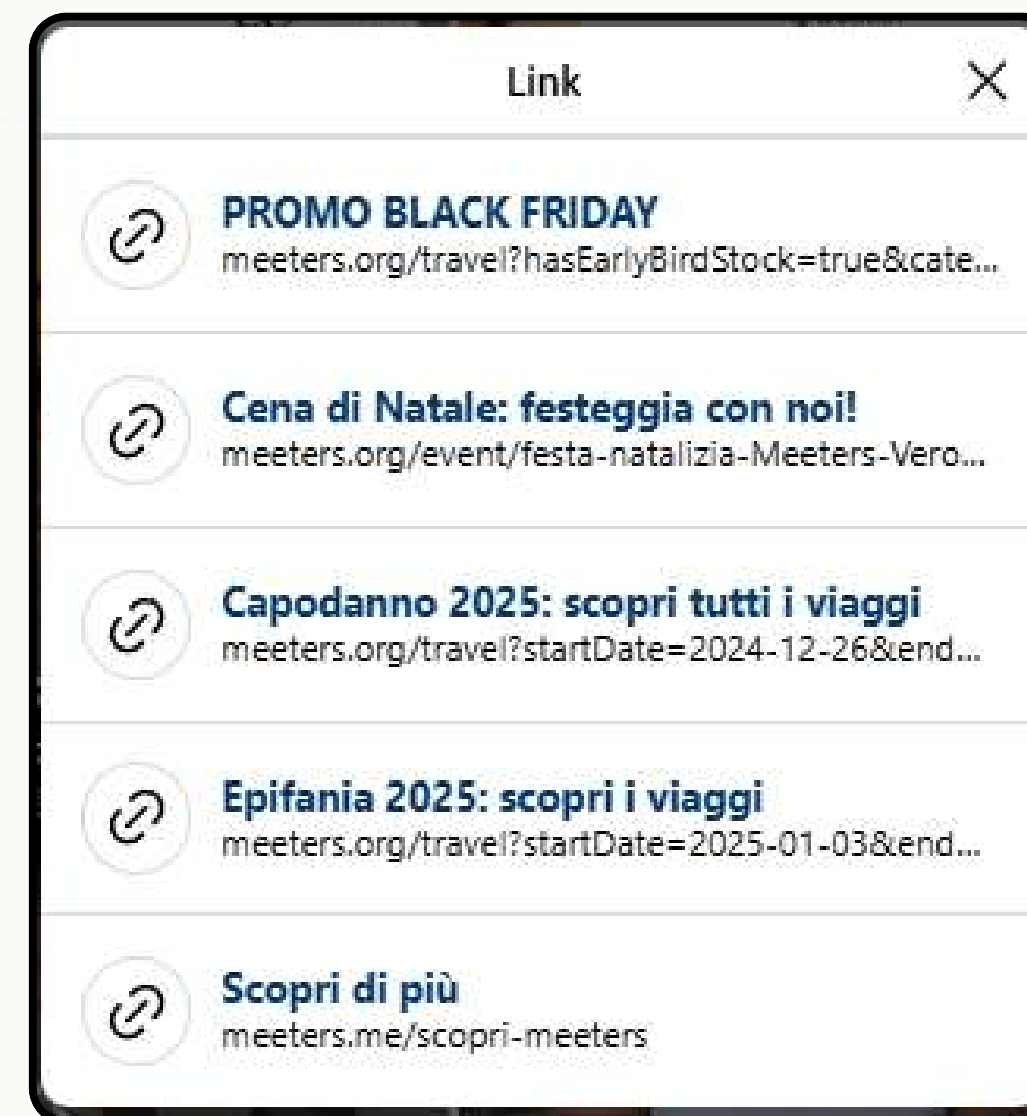 Link
PROMO BLACK FRIDAY
meeters.org/travel?hasEarlyBirdStock=true&cate...
Cena di Natale: festeggia con noi!
meeters.org/event/festa-natalizia-Meeters-Vero...
Capodanno 2025: scopri tutti i viaggi
meeters.org/travel?startDate=2024-12-26&end...
Epifania 2025: scopri i viaggi
meeters.org/travel?startDate=2025-01-03&end...
Scopri di più
meeters.me/scopri-meeters